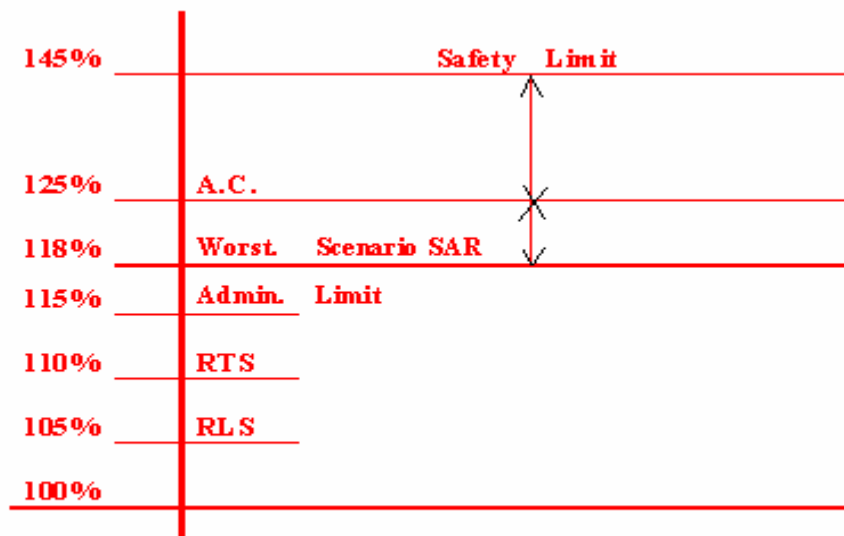 145% Safety Limit
125% A.C.
118% Worst. Scenario SAR
115% Admin. Limit
110% RTS
105% RLS
100%